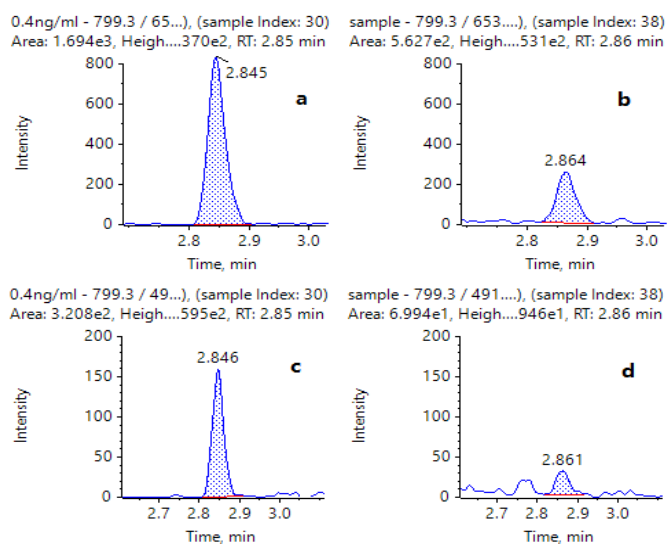 0.4ng/ml - 799.3 / 65...), (sample Index: 30)
Area: 1.694e3, Heigh....370e2, RT: 2.85 min
800
600
400
200
0
Intensity
2.845
a
2.8 2.9 3.0
Time, min
sample - 799.3 / 653....), (sample Index: 38)
Area: 5.627e2, Heigh....531e2, RT: 2.86 min
800
600
400
200
0
Intensity
2.864
b
2.8 2.9 3.0
Time, min
0.4ng/ml - 799.3 / 49...), (sample Index: 30)
Area: 3.208e2, Heigh....595e2, RT: 2.85 min
200
150
100
50
0
Intensity
2.846
c
2.7 2.8 2.9 3.0
Time, min
sample - 799.3 / 491....), (sample Index: 38)
Area: 6.994e1, Heigh....946e1, RT: 2.86 min
200
150
100
50
0
Intensity
2.861
d
2.7 2.8 2.9 3.0
Time, min